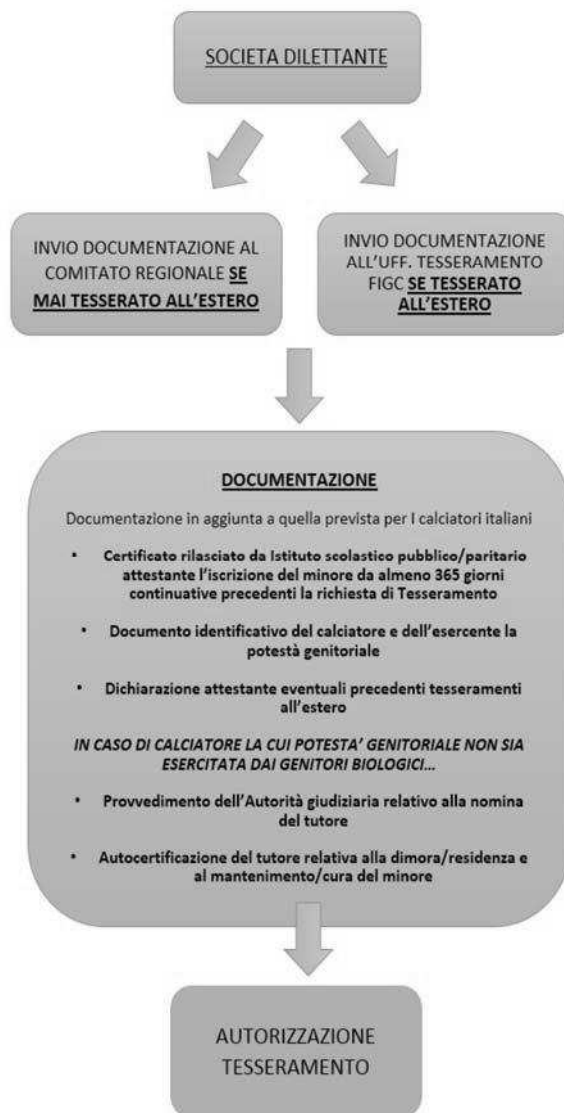 SOCIETA DILETTANTE
INVIO DOCUMENTAZIONE AL
COMITATO REGIONALE SE
MAI TESSERATO ALL'ESTERO
INVIO DOCUMENTAZIONE
ALL'UFF. TESSERAMENTO
FIGC SE TESSERATO
ALL'ESTERO
DOCUMENTAZIONE
Documentazione in aggiunta a quella prevista per I calciatori italiani
• Certificato rilasciato da Istituto scolastico pubblico/paritario
attestante l'iscrizione del minore da almeno 365 giorni
continuative precedenti la richiesta di Tesseramento
• Documento identificativo del calciatore e dell'esercente la
potestà genitoriale
• Dichiarazione attestante eventuali precedenti tesseramenti
all'estero
IN CASO DI CALCIATORE LA CUI POTESTA' GENITORIALE NON SIA
ESERCITATA DAI GENITORI BIOLOGICI...
• Provvedimento dell'Autorità giudiziaria relativo alla nomina
del tutore
• Autocertificazione del tutore relativa alla dimora/residenza e
al mantenimento/cura del minore
AUTORIZZAZIONE
TESSERAMENTO